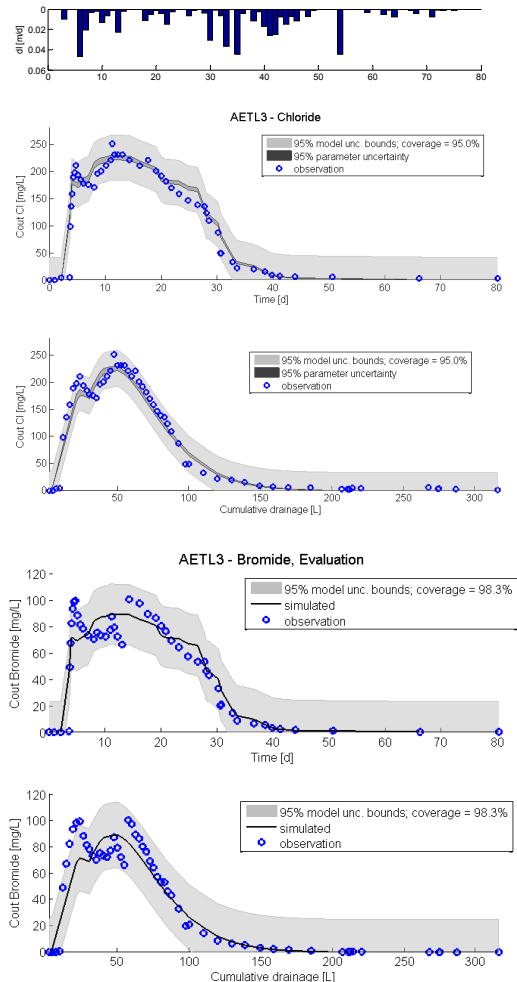 dI [m/d]
0
0.02
0.04
0.06
0 10 20 30 40 50 60 70 80
AETL3 - Chloride
Cout Cl [mg/L]
250
200
150
100
50
0
95% model unc. bounds; coverage = 95.0%
95% parameter uncertainty
observation
0 10 20 30 40 50 60 70 80
Time [d]
Cout Cl [mg/L]
250
200
150
100
50
0
95% model unc. bounds; coverage = 95.0%
95% parameter uncertainty
observation
50 100 150 200 250 300
Cumulative drainage [L]
AETL3 - Bromide, Evaluation
Cout Bromide [mg/L]
120
100
80
60
40
20
0
95% model unc. bounds; coverage = 98.3%
simulated
observation
10 20 30 40 50 60 70 80
Time [d]
Cout Bromide [mg/L]
120
100
80
60
40
20
0
95% model unc. bounds; coverage = 98.3%
simulated
observation
50 100 150 200 250 300
Cumulative drainage [L]